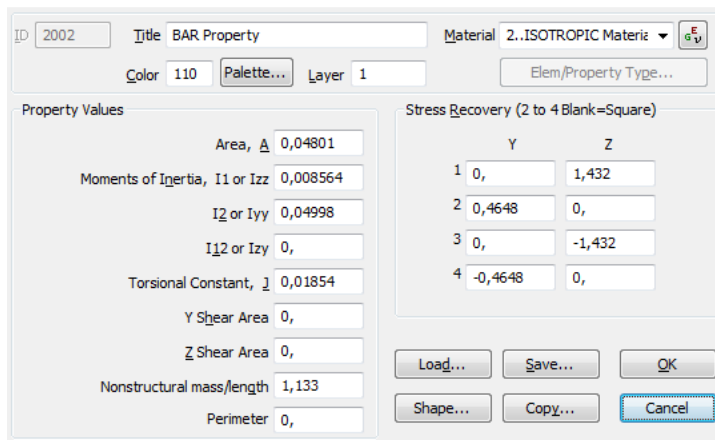 ID 2002 Title BAR Property Material 2..ISOTROPIC Materia
Color 110 Palette... Layer 1 Elem/Property Type...
Property Values
Area, A 0,04801
Moments of Inertia, I1 or Izz 0,008564
I2 or Iyy 0,04998
I12 or Izy 0,
Torsional Constant, J 0,01854
Y Shear Area 0,
Z Shear Area 0,
Nonstructural mass/length 1,133
Perimeter 0,
Stress Recovery (2 to 4 Blank=Square)
Y Z
1 0, 1,432
2 0,4648 0,
3 0, -1,432
4 -0,4648 0,
Load... Save... OK
Shape... Copy... Cancel